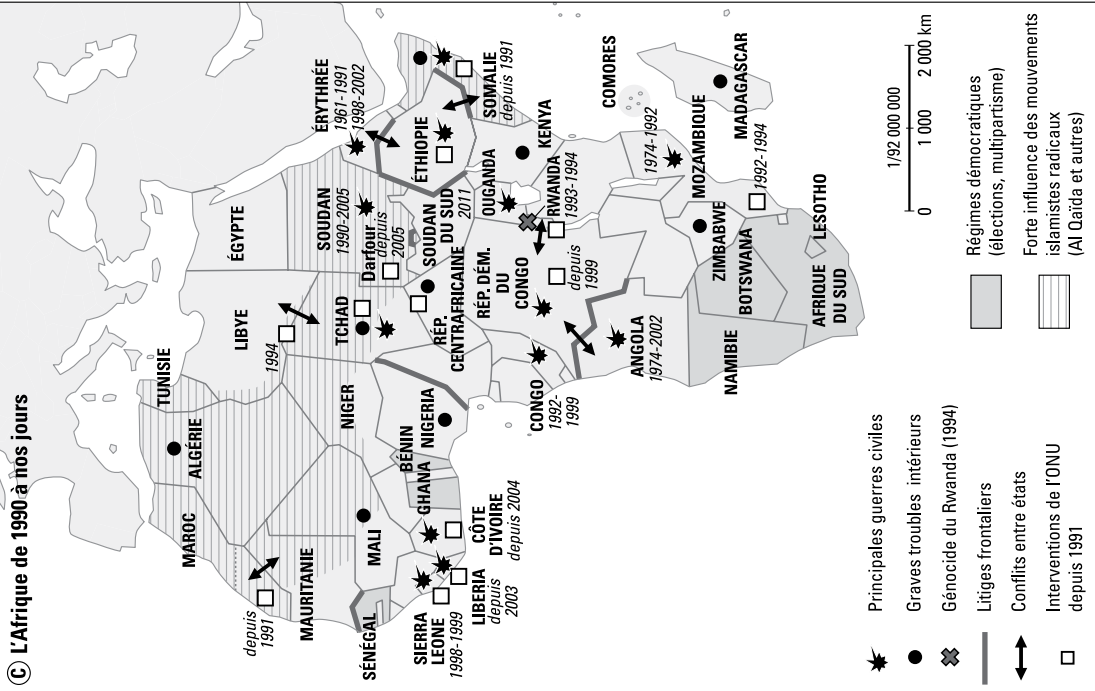 C L'Afrique de 1990 à nos jours
TUNISIE
MAROC
ALGÉRIE
LIBYE
ÉGYPTE
depuis
1991
1994
MAURITANIE
MALI
NIGER
TCHAD
SOUDAN
1990-2005
Darfour
depuis
2005
ÉRYTHRÉE
1961-1991
1998-2002
SÉNÉGAL
SIERRA
LEONE
1998-1999
LIBERIA
depuis
2003
CÔTE
D'IVOIRE
depuis 2004
GHANA
BÉNIN
NIGERIA
RÉP.
CENTRAFRICAINE
SOUDAN
DU SUD
2011
ÉTHIOPIE
SOMALIE
depuis 1991
OUGANDA
KENYA
RWANDA
1993-1994
RÉP. DÉM.
DU
CONGO
depuis
1999
CONGO
1992-
1999
ANGOLA
1974-2002
COMORES
1974-1992
MOZAMBIQUE
MADAGASCAR
1992-1994
ZIMBABWE
BOTSWANA
NAMIBIE
AFRIQUE
DU SUD
LESOTHO
1/92 000 000
0 1 000 2 000 km
Principales guerres civiles
Graves troubles intérieurs
Génocide du Rwanda (1994)
Litiges frontaliers
Conflits entre états
Interventions de l'ONU
depuis 1991
Régimes démocratiques
(élections, multipartisme)
Forte influence des mouvements
islamistes radicaux
(Al Qaïda et autres)